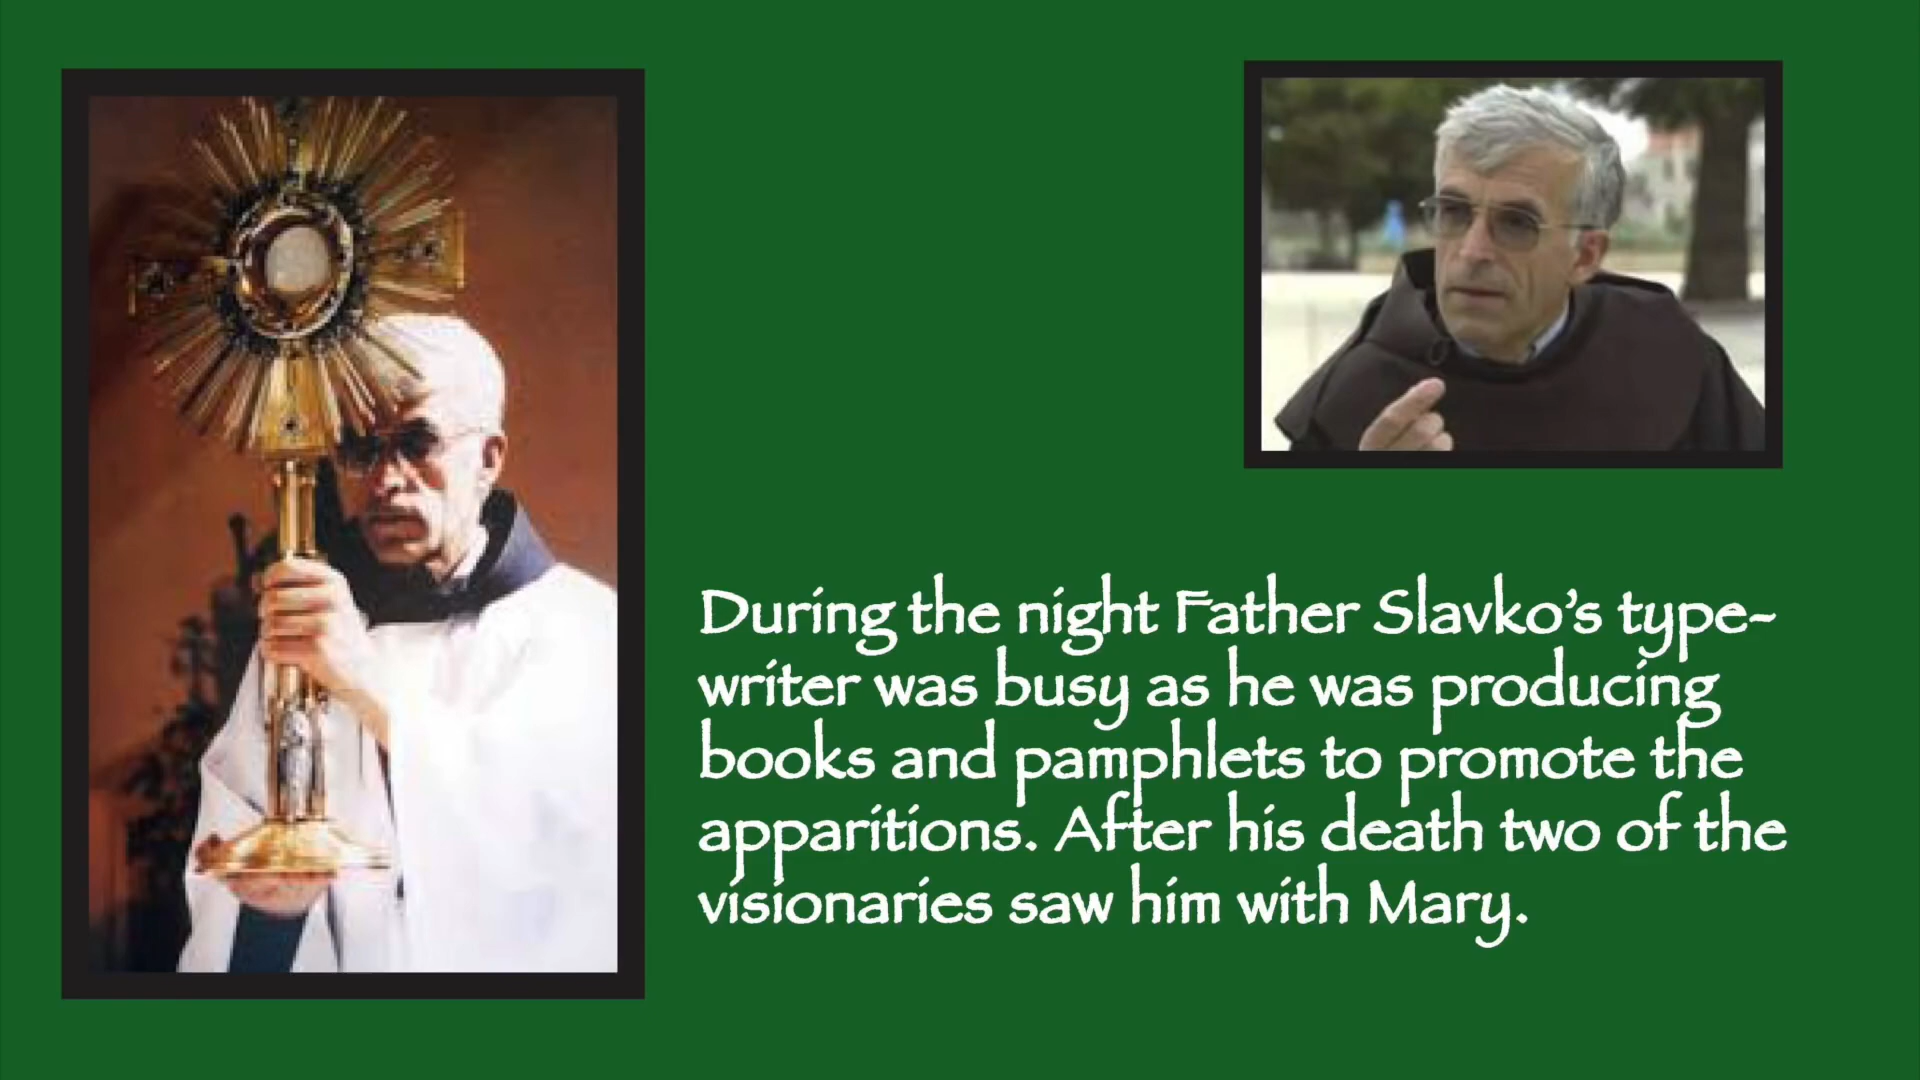 During the night Father Slavko's type-
writer was busy as he was producing
books and pamphlets to promote the
apparitions. After his death two of the
visionaries saw him with Mary.